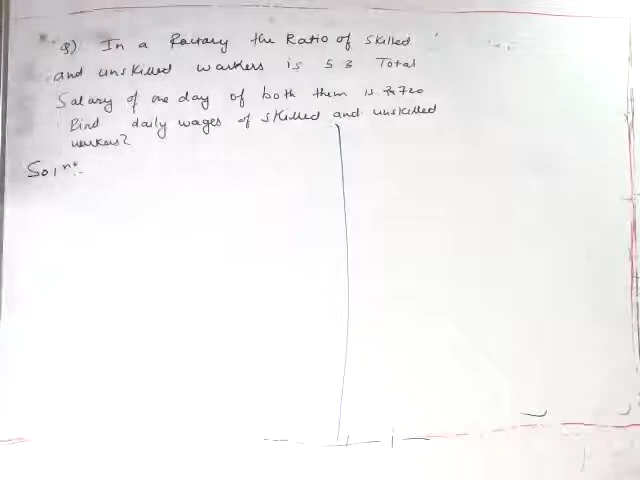 Q) In a factory the Ratio of skilled
and unskilled workers is 5 3 Total
Salary of one day of both them is ₹720
Find daily wages of skilled and unskilled
workers?
Soln:-